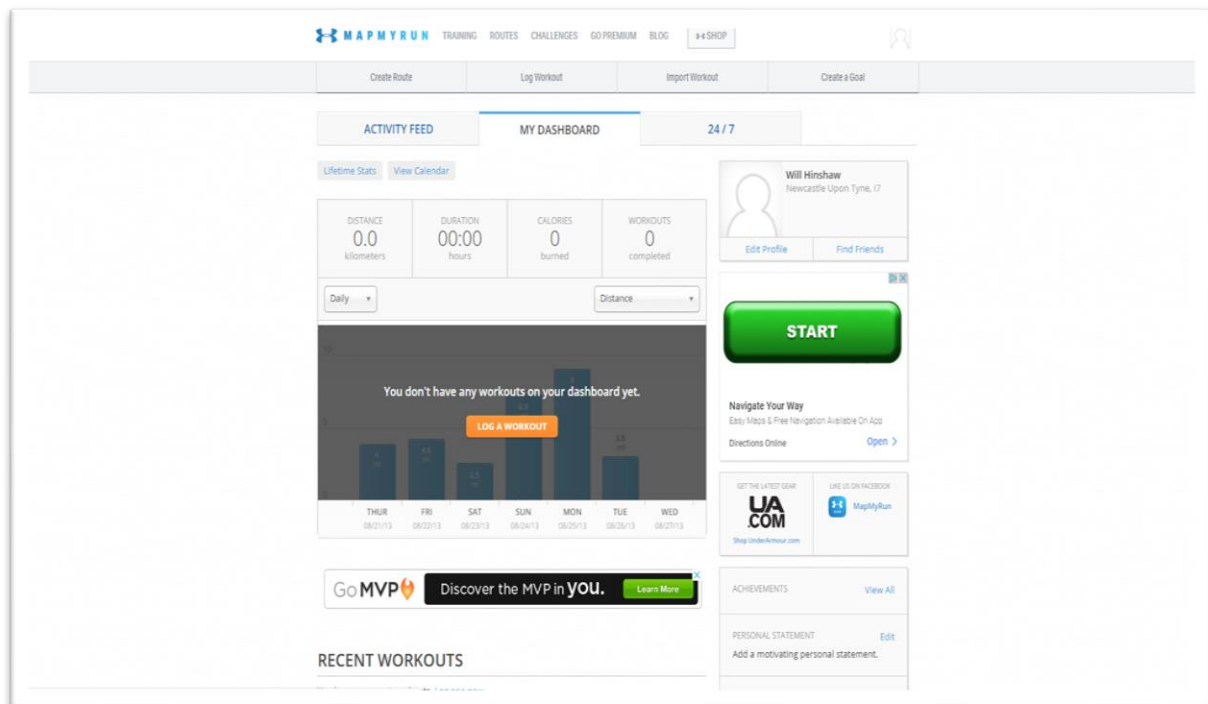 MAPMYRUN TRAINING ROUTES CHALLENGES GO PREMIUM BLOG SHOP
Create Route Log Workout Import Workout Create a Goal
ACTIVITY FEED MY DASHBOARD 24 / 7
Lifetime Stats View Calendar
DISTANCE DURATION CALORIES WORKOUTS
0.0 00:00 0 0
kilometers hours burned completed
Daily Distance
You don't have any workouts on your dashboard yet.
LOG A WORKOUT
THUR FRI SAT SUN MON TUE WED
08/21/13 08/22/13 08/23/13 08/24/13 08/25/13 08/26/13 08/27/13
Go MVP Discover the MVP in YOU. Learn More
RECENT WORKOUTS
Will Hinshaw
Newcastle Upon Tyne, I7
Edit Profile Find Friends
START
Navigate Your Way
Easy Maps & Free Navigation Available On App
Directions Online Open >
GET THE LATEST GEAR LIKE US ON FACEBOOK
UA
.COM
MapMyRun
Shop UnderArmour.com
ACHIEVEMENTS View All
PERSONAL STATEMENT Edit
Add a motivating personal statement.